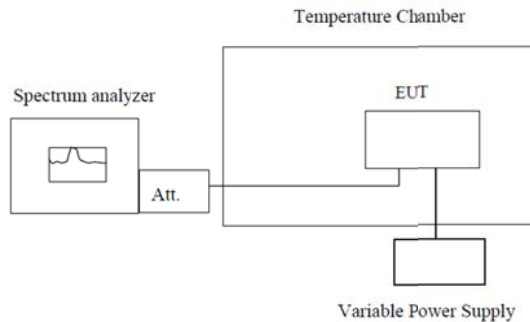 Temperature Chamber
Spectrum analyzer
EUT
Att.
Variable Power Supply